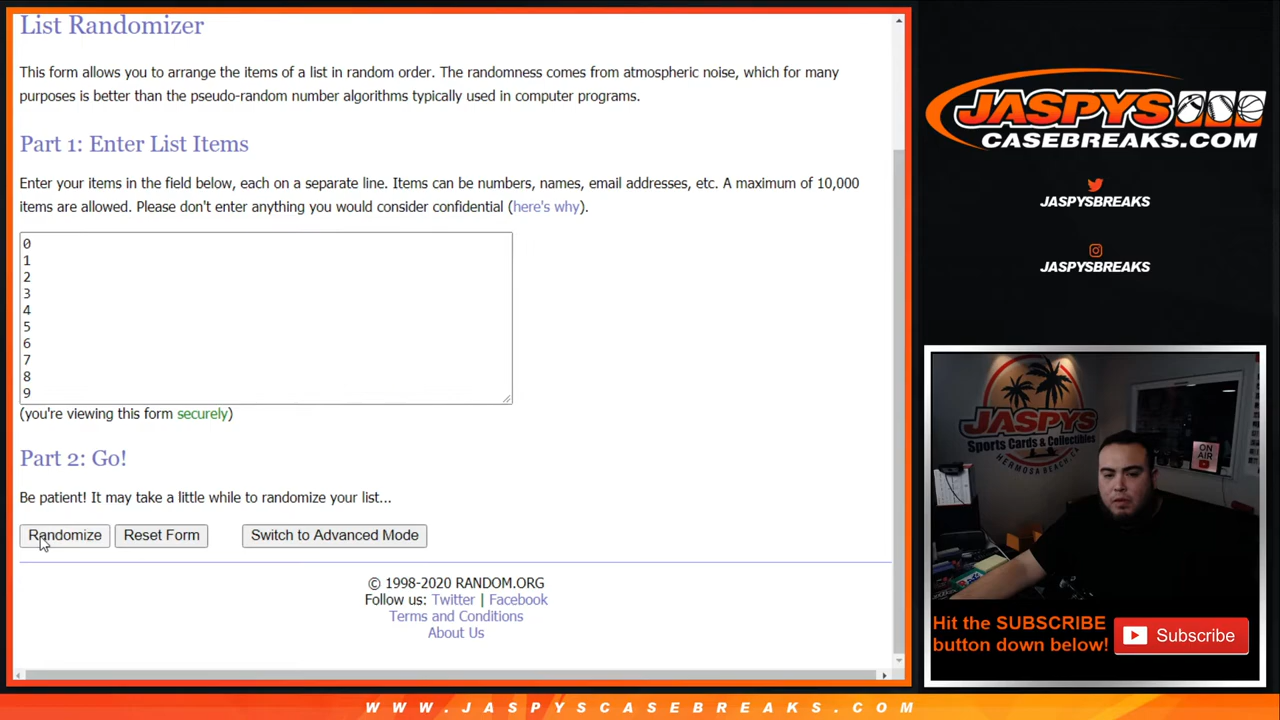 List Randomizer
This form allows you to arrange the items of a list in random order. The randomness comes from atmospheric noise, which for many
purposes is better than the pseudo-random number algorithms typically used in computer programs.
Part 1: Enter List Items
Enter your items in the field below, each on a separate line. Items can be numbers, names, email addresses, etc. A maximum of 10,000
items are allowed. Please don't enter anything you would consider confidential (here's why).
0
1
2
3
4
5
6
7
8
9
(you're viewing this form securely)
Part 2: Go!
Be patient! It may take a little while to randomize your list...
Randomize
Reset Form
Switch to Advanced Mode
© 1998-2020 RANDOM.ORG
Follow us: Twitter | Facebook
Terms and Conditions
About Us
JASPYS
CASEBREAKS.COM
JASPYSBREAKS
JASPYSBREAKS
JASPYS
Sports Cards & Collectibles
HERMOSA BEACH, CA
ON
AIR
Hit the SUBSCRIBE
button down below!
Subscribe
WWW.JASPYSCASEBREAKS.COM